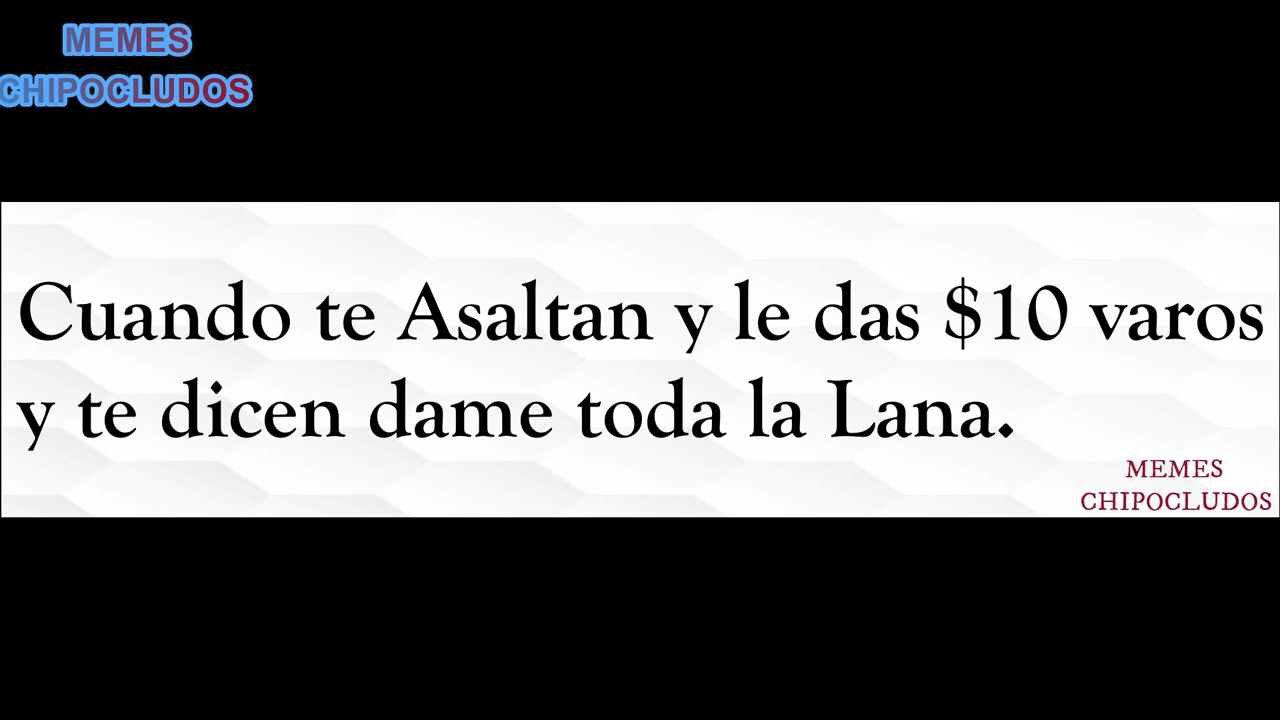 MEMES
CHIPOCLUDOS
Cuando te Asaltan y le das $10 varos
y te dicen dame toda la Lana.
MEMES
CHIPOCLUDOS